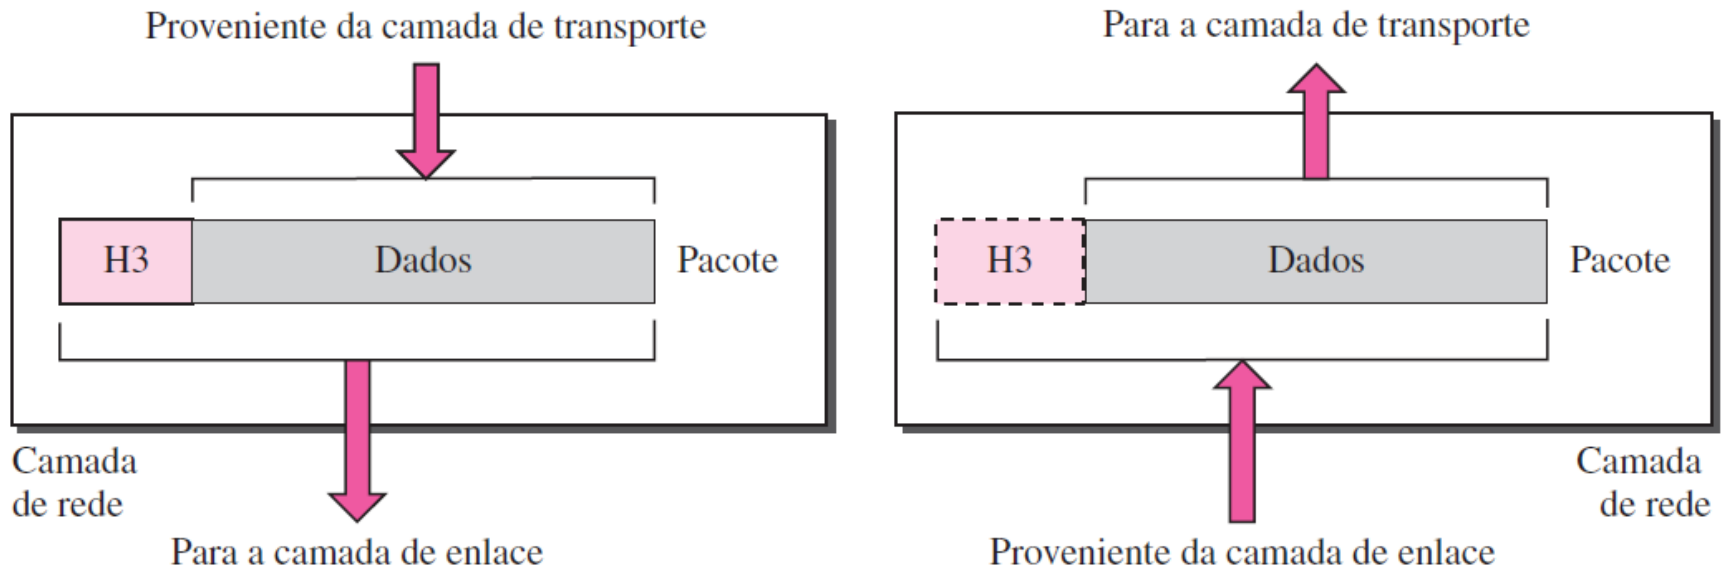 Proveniente da camada de transporte
H3
Dados
Pacote
Camada
de rede
Para a camada de enlace
Para a camada de transporte
H3
Dados
Pacote
Camada
de rede
Proveniente da camada de enlace